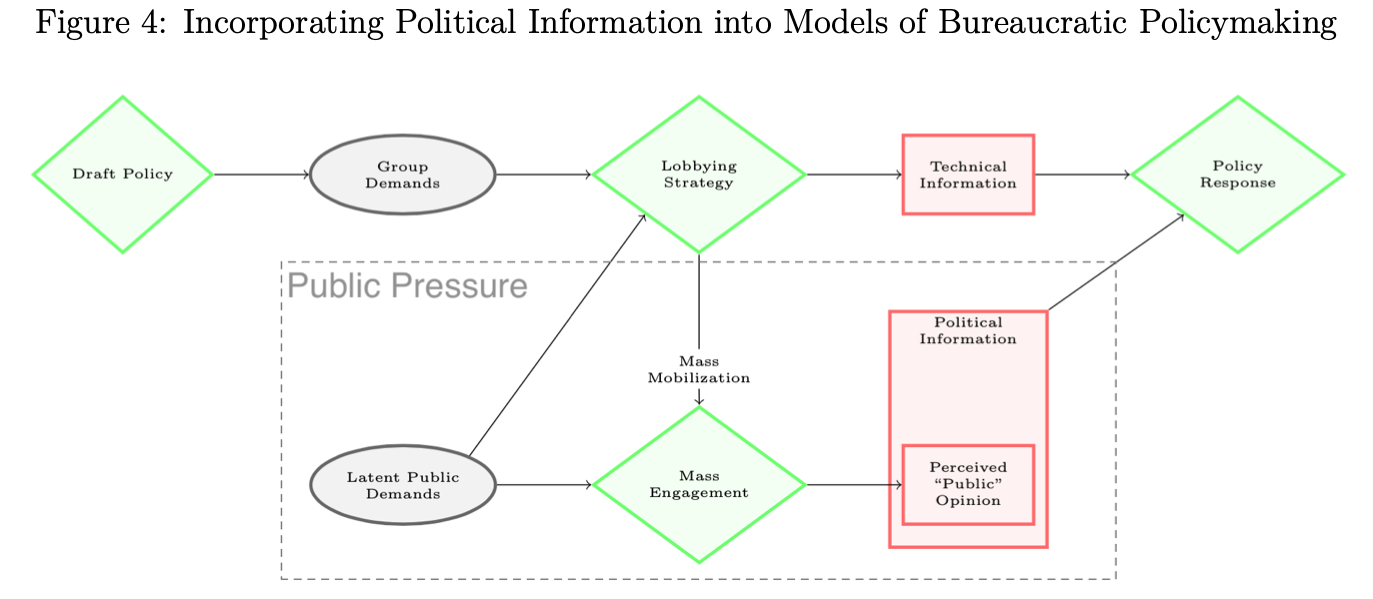 Figure 4: Incorporating Political Information into Models of Bureaucratic Policymaking
Draft Policy
Group
Demands
Lobbying
Strategy
Technical
Information
Policy
Response
Public Pressure
Political
Information
Mass
Mobilization
Latent Public
Demands
Mass
Engagement
Perceived
“Public”
Opinion